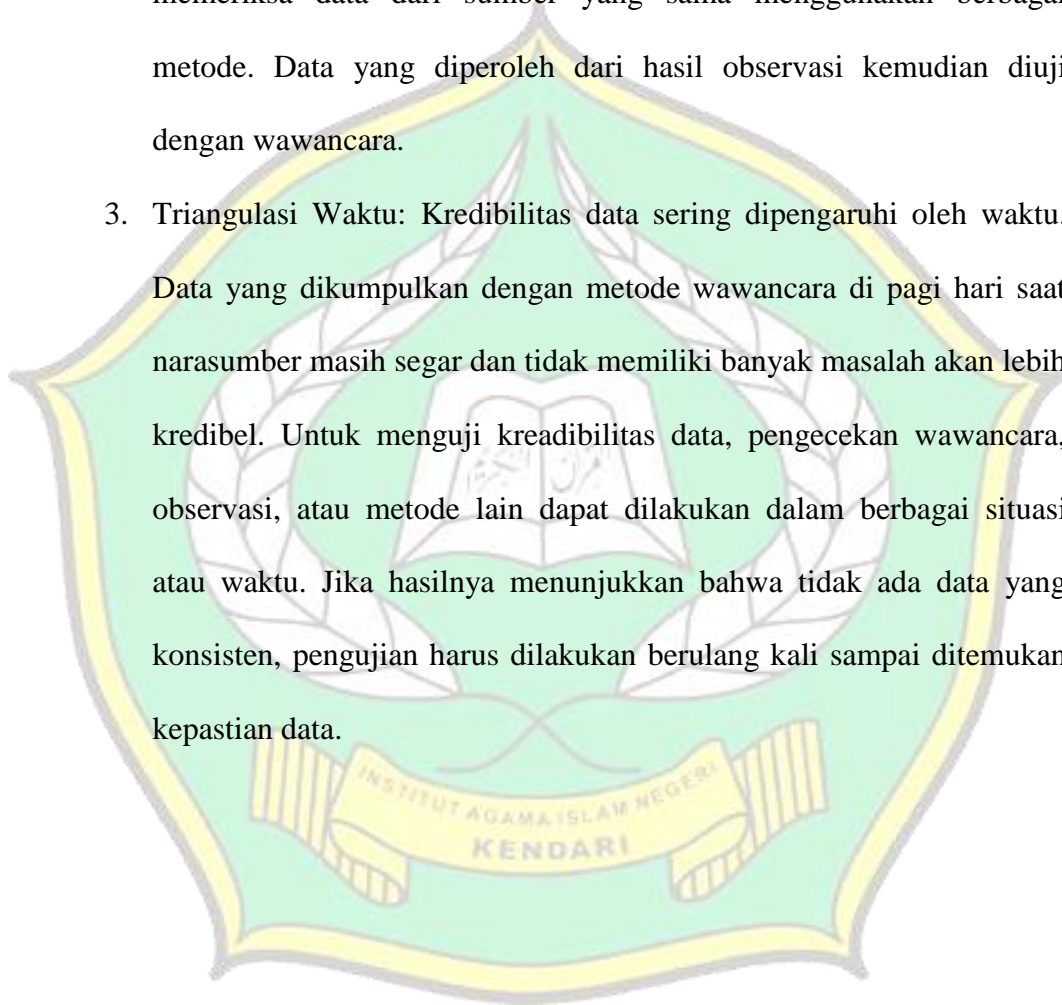 memeriksa data dari sumber yang sama menggunakan berbagai
metode. Data yang diperoleh dari hasil observasi kemudian diuji
dengan wawancara.
3. Triangulasi Waktu: Kredibilitas data sering dipengaruhi oleh waktu.
Data yang dikumpulkan dengan metode wawancara di pagi hari saat
narasumber masih segar dan tidak memiliki banyak masalah akan lebih
kredibel. Untuk menguji kreadibilitas data, pengecekan wawancara,
observasi, atau metode lain dapat dilakukan dalam berbagai situasi
atau waktu. Jika hasilnya menunjukkan bahwa tidak ada data yang
konsisten, pengujian harus dilakukan berulang kali sampai ditemukan
kepastian data.
INSTITUT AGAMA ISLAM NEGERI
KENDARI